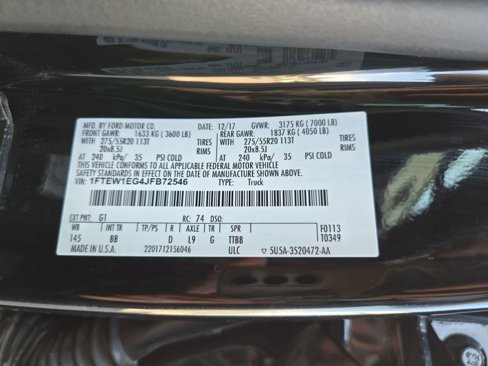 MFD. BY FORD MOTOR CO. DATE: 12/17 GVWR: 3175 KG ( 7000 LB)
FRONT GAWR: 1633 KG ( 3600 LB) REAR GAWR: 1837 KG ( 4050 LB)
WITH 275/55R20 113T TIRES WITH 275/55R20 113T TIRES
20x8.5J RIMS 20x8.5J RIMS
AT 240 kPa/ 35 PSI COLD AT 240 kPa/ 35 PSI COLD
THIS VEHICLE CONFORMS TO ALL APPLICABLE FEDERAL MOTOR VEHICLE
SAFETY STANDARDS IN EFFECT ON THE DATE OF MANUFACTURE SHOWN ABOVE.
VIN: 1FTEW1EG4JFB72546 TYPE: Truck
EXT PNT: G1 RC: 74 DSO:
WB INT TR TP/PS R AXLE TR SPR F0113
145 BB D L9 G TTBB T0349
MADE IN U.S.A. 2201712156046 ULC 5U5A-3520472-AA